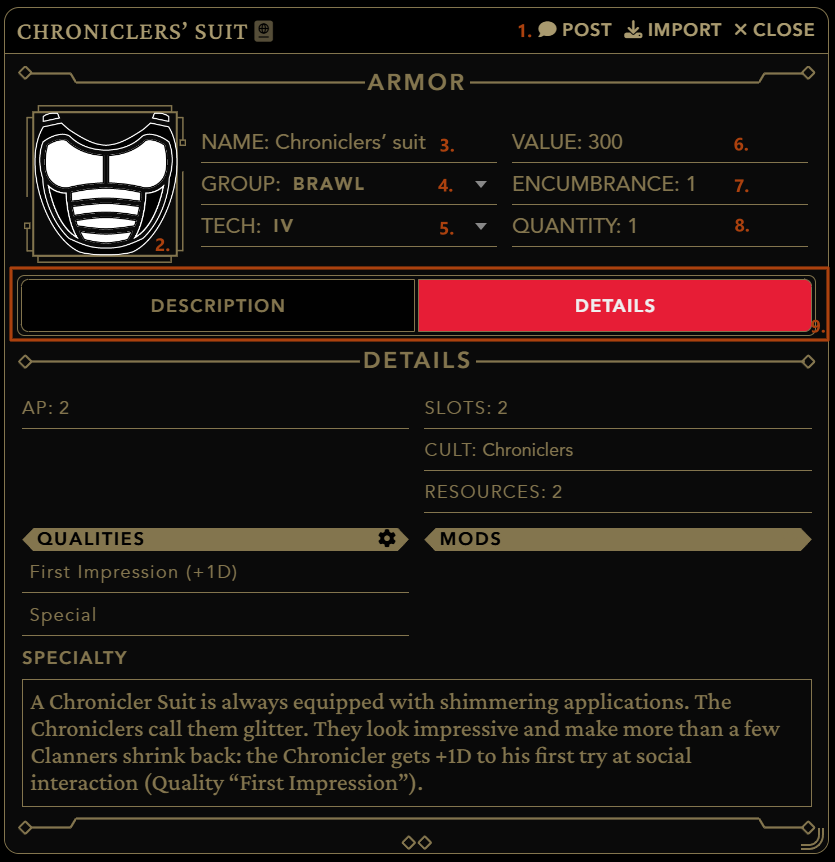 CHRONICLERS’ SUIT
1. POST IMPORT × CLOSE
ARMOR
2.
NAME: Chroniclers’ suit 3.
GROUP: BRAWL 4.
TECH: IV 5.
VALUE: 300 6.
ENCUMBRANCE: 1 7.
QUANTITY: 1 8.
DESCRIPTION
DETAILS
9.
DETAILS
AP: 2
SLOTS: 2
CULT: Chroniclers
RESOURCES: 2
QUALITIES
First Impression (+1D)
Special
MODS
SPECIALTY
A Chronicler Suit is always equipped with shimmering applications. The
Chroniclers call them glitter. They look impressive and make more than a few
Clanners shrink back: the Chronicler gets +1D to his first try at social
interaction (Quality “First Impression”).